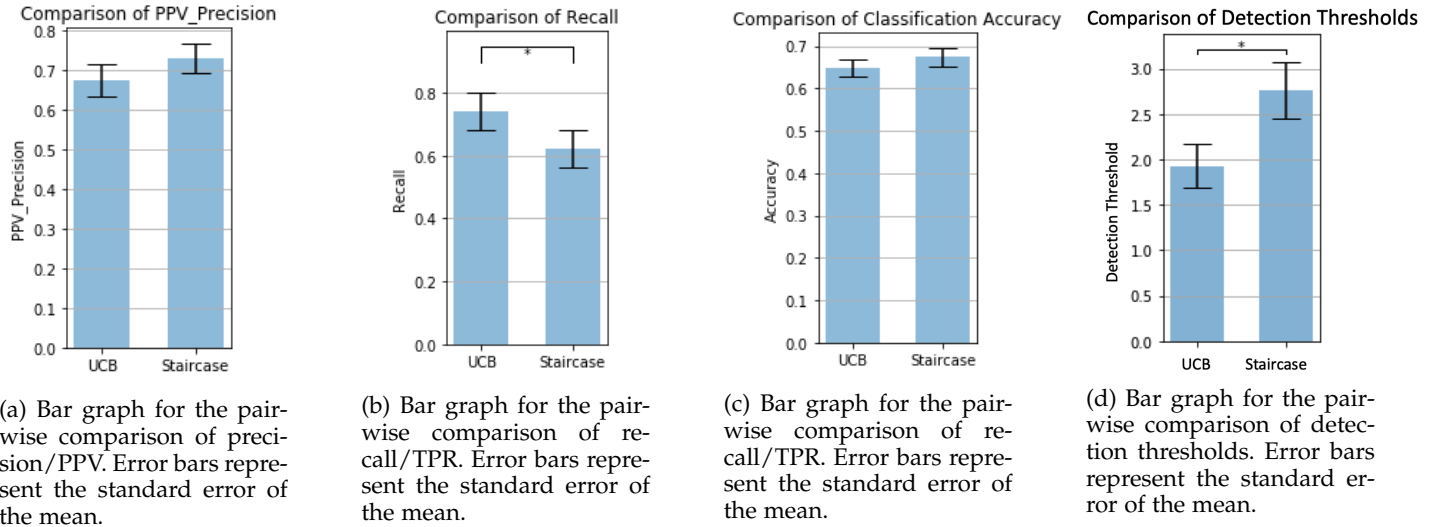 Comparison of PPV_Precision
0.8
0.7
0.6
0.5
0.4
0.3
0.2
0.1
0.0
PPV_Precision
UCB Staircase
(a) Bar graph for the pair-
wise comparison of preci-
sion/PPV. Error bars repre-
sent the standard error of
the mean.
Comparison of Recall
*
0.8
0.6
0.4
0.2
0.0
Recall
UCB Staircase
(b) Bar graph for the pair-
wise comparison of re-
call/TPR. Error bars repre-
sent the standard error of
the mean.
Comparison of Classification Accuracy
0.7
0.6
0.5
0.4
0.3
0.2
0.1
0.0
Accuracy
UCB Staircase
(c) Bar graph for the pair-
wise comparison of re-
call/TPR. Error bars repre-
sent the standard error of
the mean.
Comparison of Detection Thresholds
*
3.0
2.5
2.0
1.5
1.0
0.5
0.0
Detection Threshold
UCB Staircase
(d) Bar graph for the pair-
wise comparison of detec-
tion thresholds. Error bars
represent the standard er-
ror of the mean.